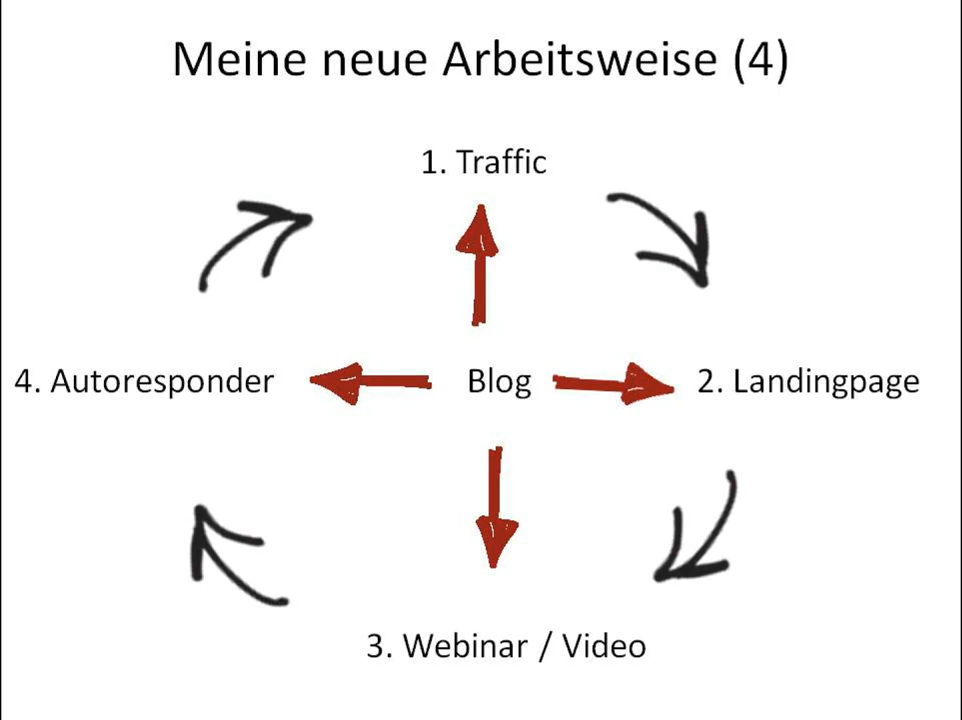 Meine neue Arbeitsweise (4)
1. Traffic
4. Autoresponder
Blog
2. Landingpage
3. Webinar / Video